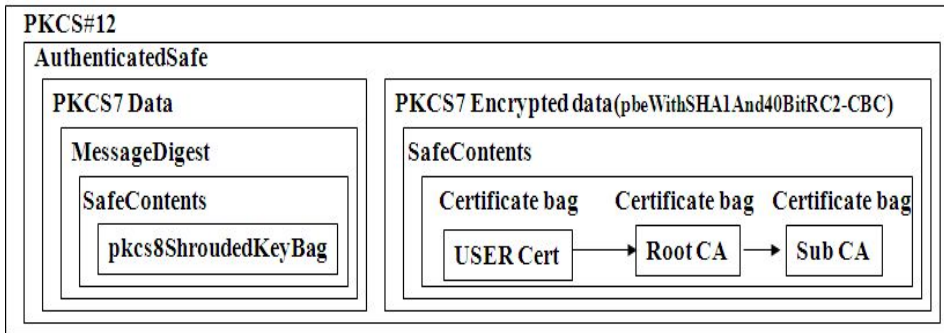 PKCS#12
AuthenticatedSafe
PKCS7 Data
MessageDigest
SafeContents
pkcs8ShroudedKeyBag
PKCS7 Encrypted data(pbeWithSHA1And40BitRC2-CBC)
SafeContents
Certificate bag Certificate bag Certificate bag
USER Cert Root CA Sub CA